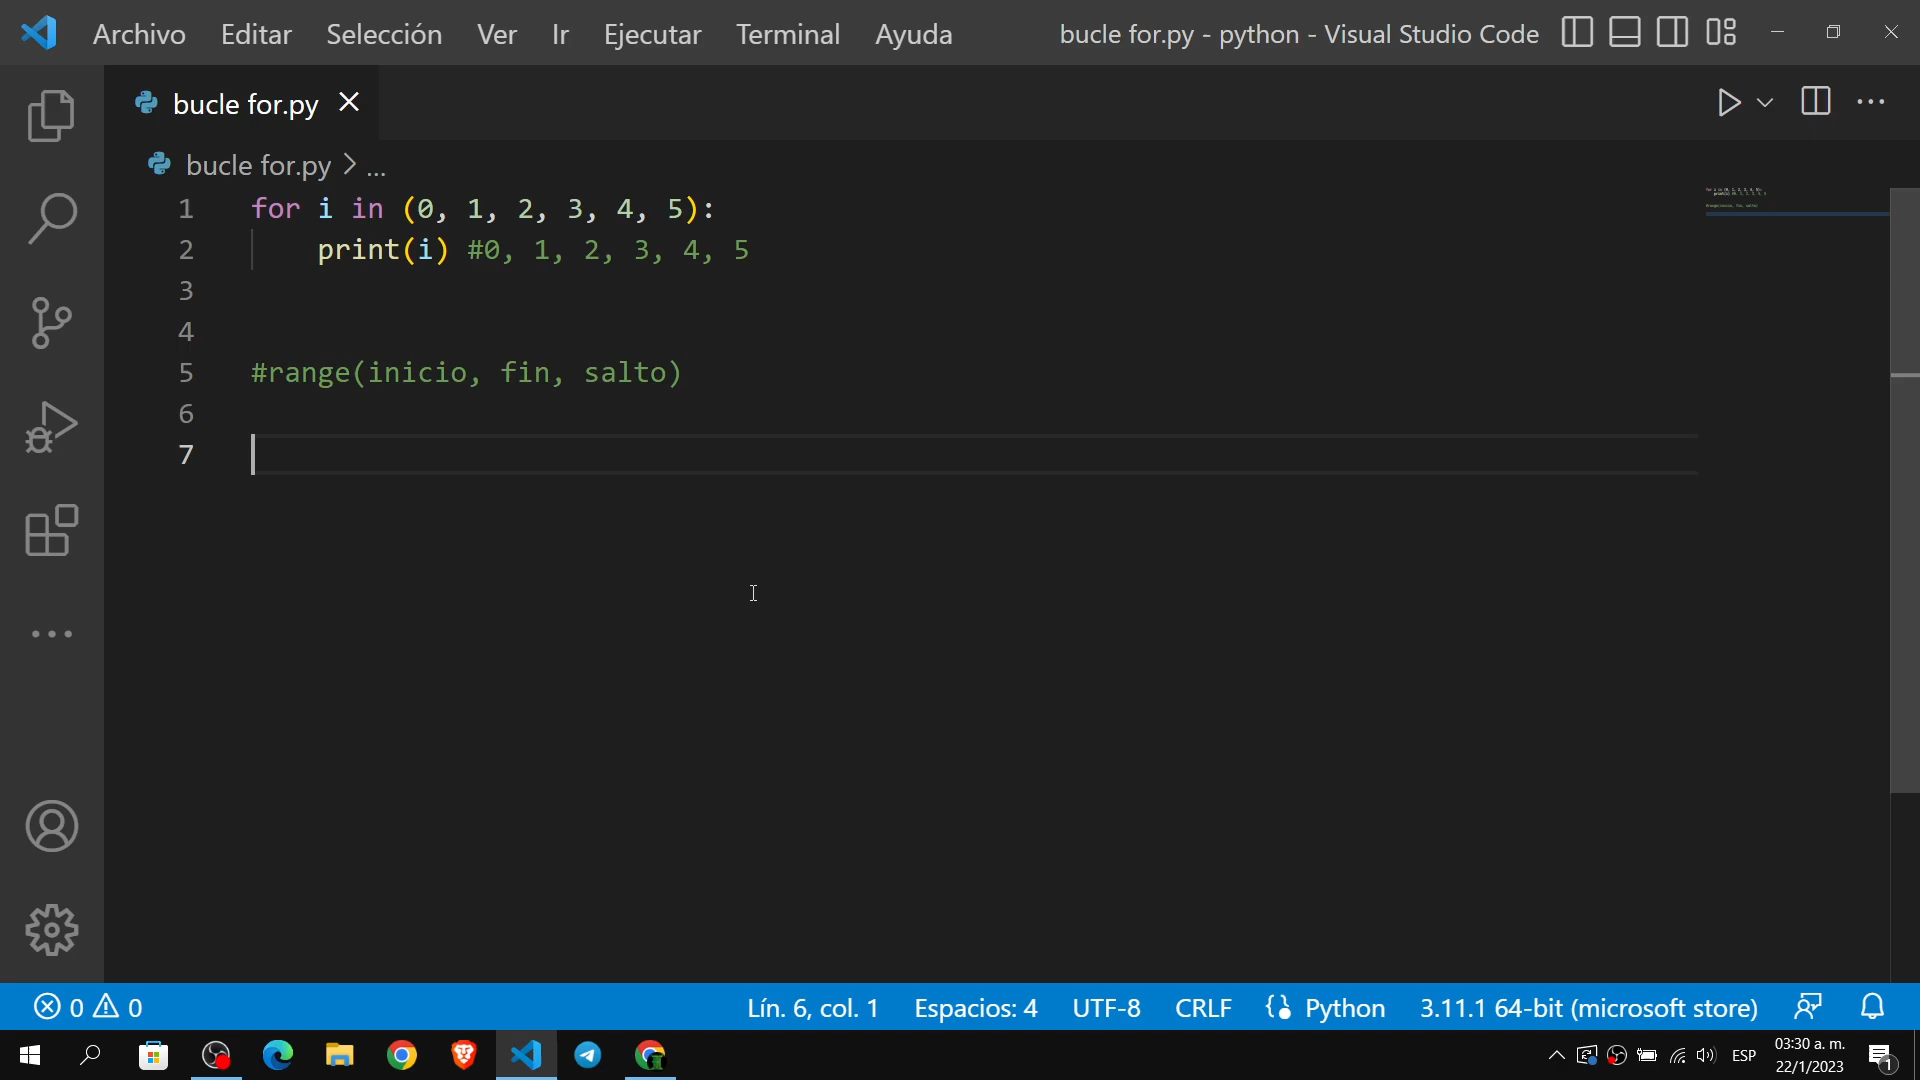 Archivo Editar Selección Ver Ir Ejecutar Terminal Ayuda bucle for.py - python - Visual Studio Code
bucle for.py
bucle for.py > ...
1 for i in (0, 1, 2, 3, 4, 5):
2 print(i) #0, 1, 2, 3, 4, 5
3
4
5 #range(inicio, fin, salto)
6
7
0 0 Lín. 6, col. 1 Espacios: 4 UTF-8 CRLF Python 3.11.1 64-bit (microsoft store)
ESP 03:30 a. m.
22/1/2023
1